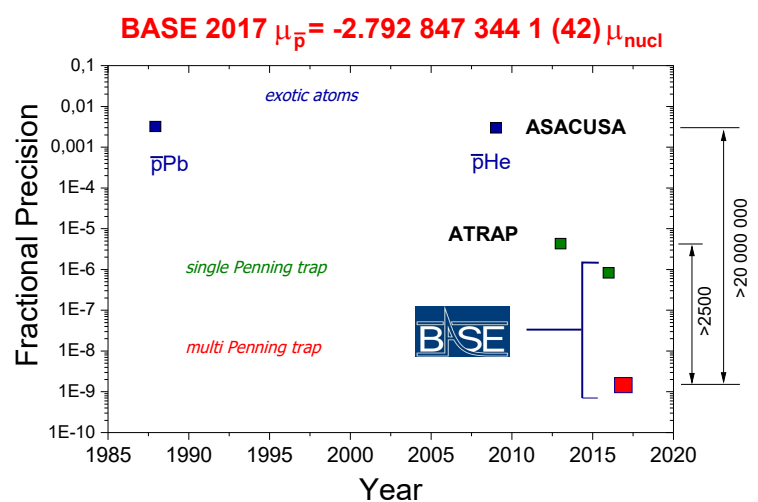 BASE 2017 μp̅ = -2.792 847 344 1 (42) μnucl
0,1
0,01
0,001
1E-4
1E-5
1E-6
1E-7
1E-8
1E-9
1E-10
Fractional Precision
exotic atoms
ASACUSA
p̅Pb
p̅He
ATRAP
single Penning trap
BASE
multi Penning trap
>2500
>20 000 000
1985 1990 1995 2000 2005 2010 2015 2020
Year